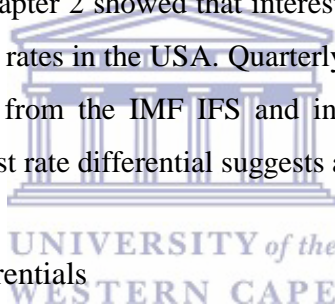 apter 2 showed that interest
rates in the USA. Quarterly
from the IMF IFS and in
st rate differential suggests a
UNIVERSITY of the
rentials
WESTERN CAPE